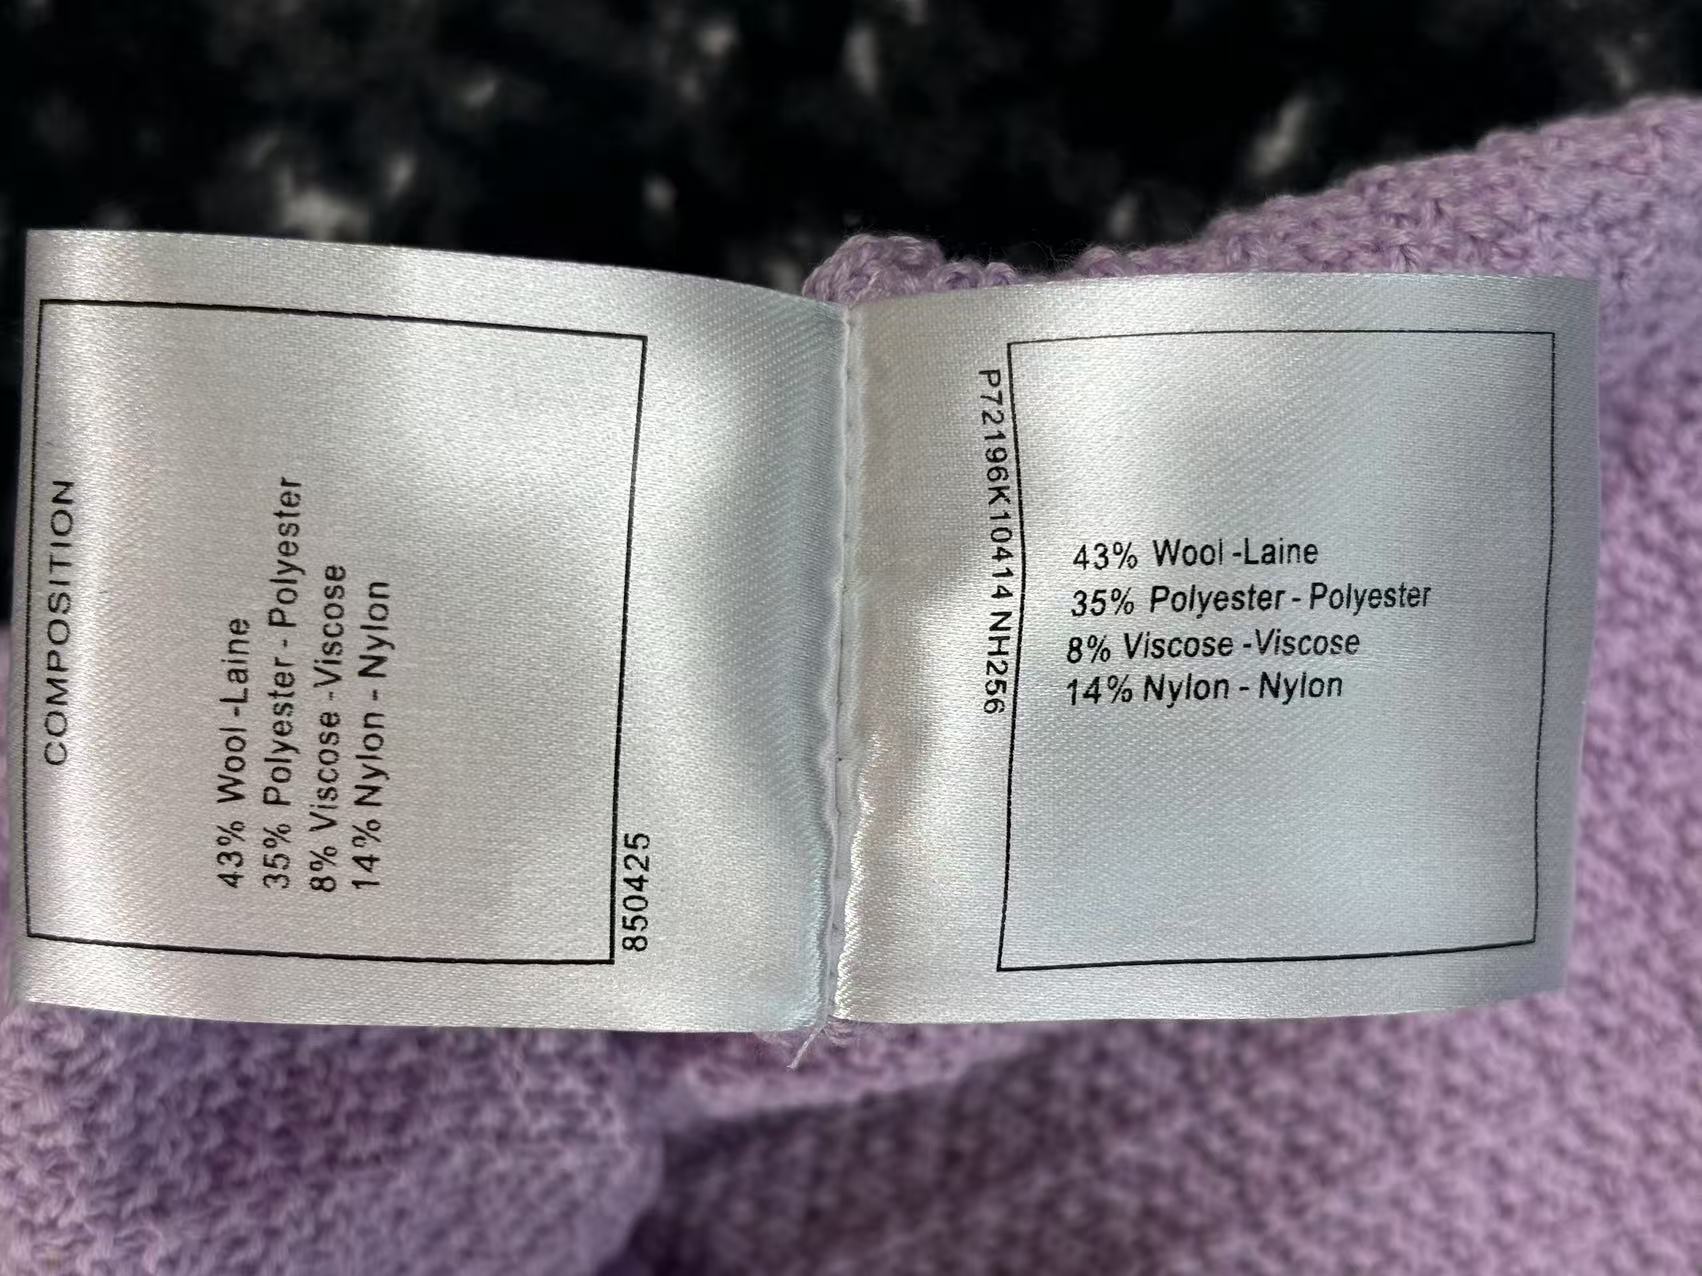 COMPOSITION
43% Wool -Laine
35% Polyester - Polyester
8% Viscose -Viscose
14% Nylon - Nylon
850425
P72196K10414 NH256
43% Wool -Laine
35% Polyester - Polyester
8% Viscose -Viscose
14% Nylon - Nylon